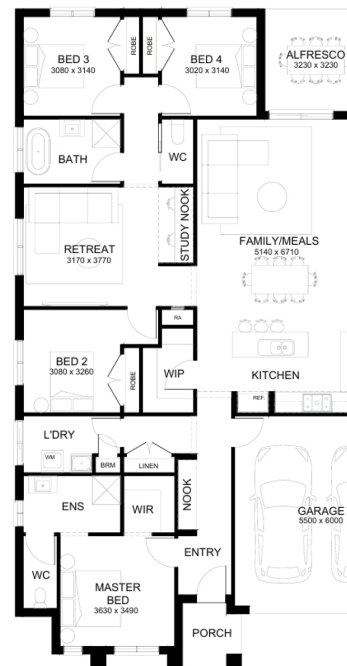 BED 3
3080 x 3140
ROBE
ROBE
BED 4
3020 x 3140
ALFRESCO
3230 x 3230
BATH
WC
RETREAT
3170 x 3770
STUDY NOOK
FAMILY/MEALS
5140 x 6710
RA
BED 2
3080 x 3260
ROBE
WIP
KITCHEN
REF.
L'DRY
WM
BRM
LINEN
ENS
WIR
NOOK
GARAGE
5500 x 6000
WC
MASTER
BED
3630 x 3490
ENTRY
PORCH